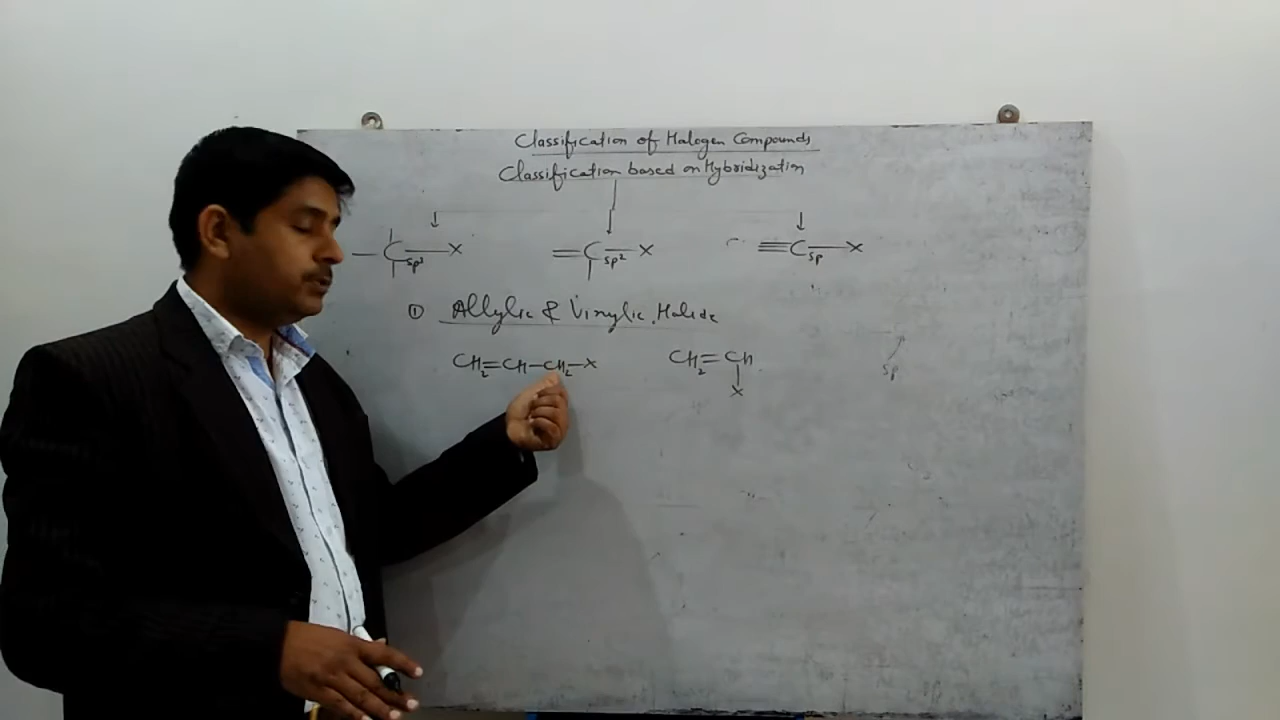 Classification of Halogen Compounds
Classification based on Hybridization
—C sp³—X
=C sp²—X
≡C sp—X
① Allylic & Vinylic Halide
CH₂=CH—CH₂—X
CH₂=CH
X
sp